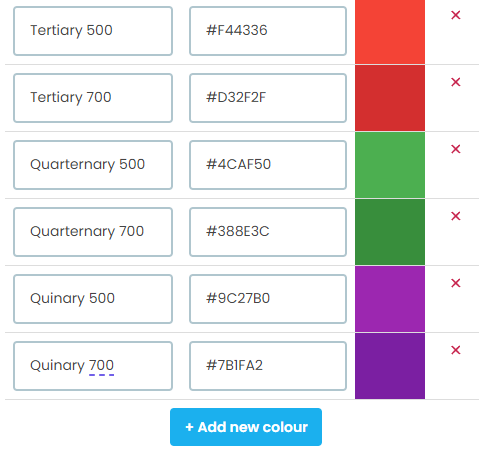 Tertiary 500 #F44336
Tertiary 700 #D32F2F
Quarternary 500 #4CAF50
Quarternary 700 #388E3C
Quinary 500 #9C27B0
Quinary 700 #7B1FA2
+ Add new colour